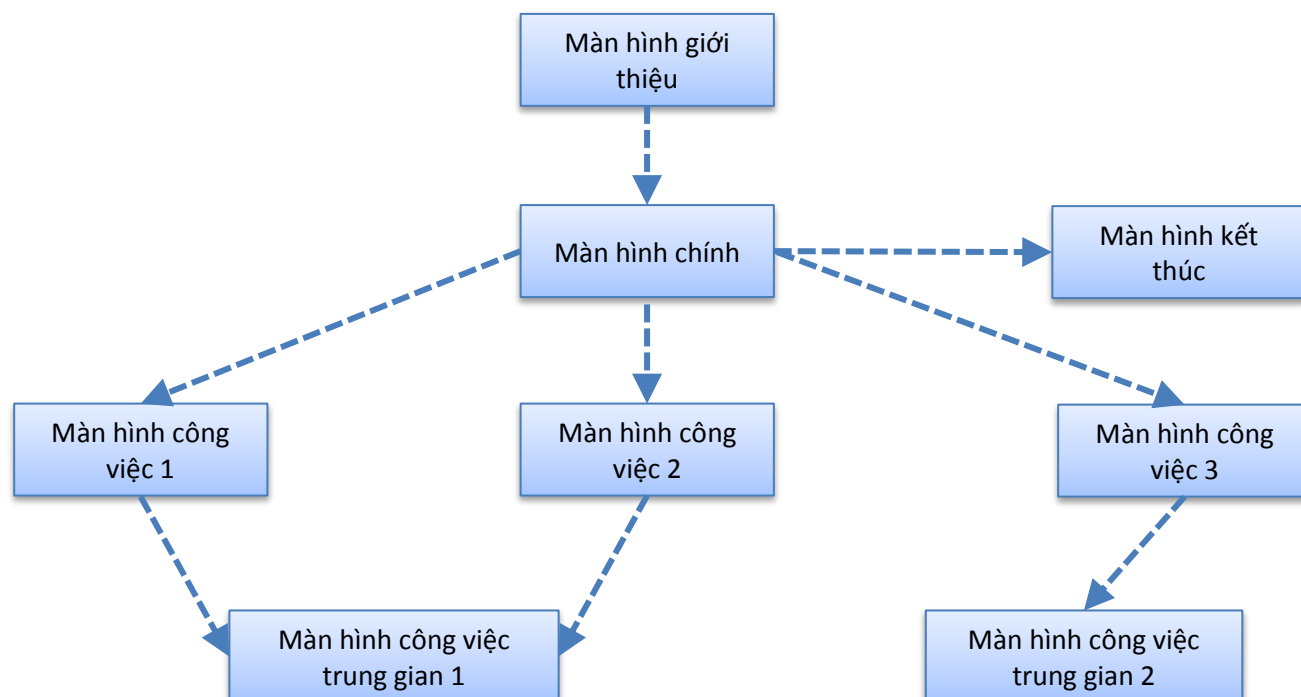 Màn hình giới
thiệu
Màn hình chính
Màn hình kết
thúc
Màn hình công
việc 1
Màn hình công
việc 2
Màn hình công
việc 3
Màn hình công việc
trung gian 1
Màn hình công việc
trung gian 2